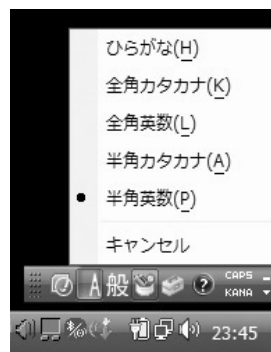 ひらがな(H)
全角カタカナ(K)
全角英数(L)
半角カタカナ(A)
半角英数(P)
キャンセル
A 般 ? CAPS
KANA
23:45